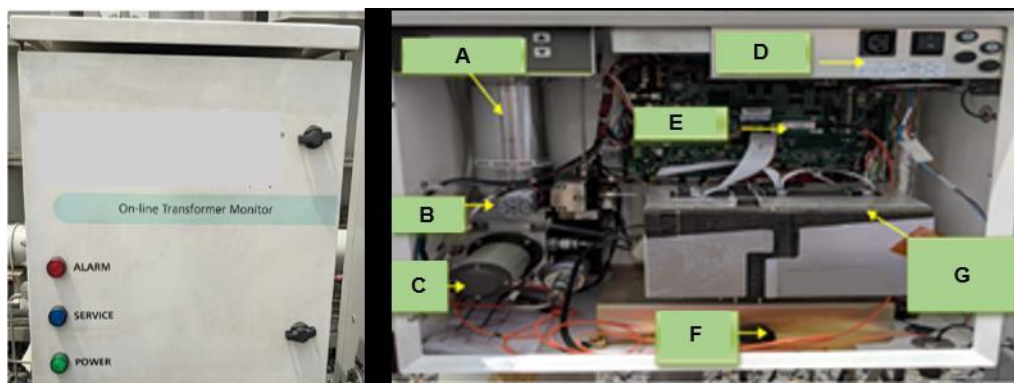 On-line Transformer Monitor
ALARM
SERVICE
POWER
A
B
C
D
E
F
G